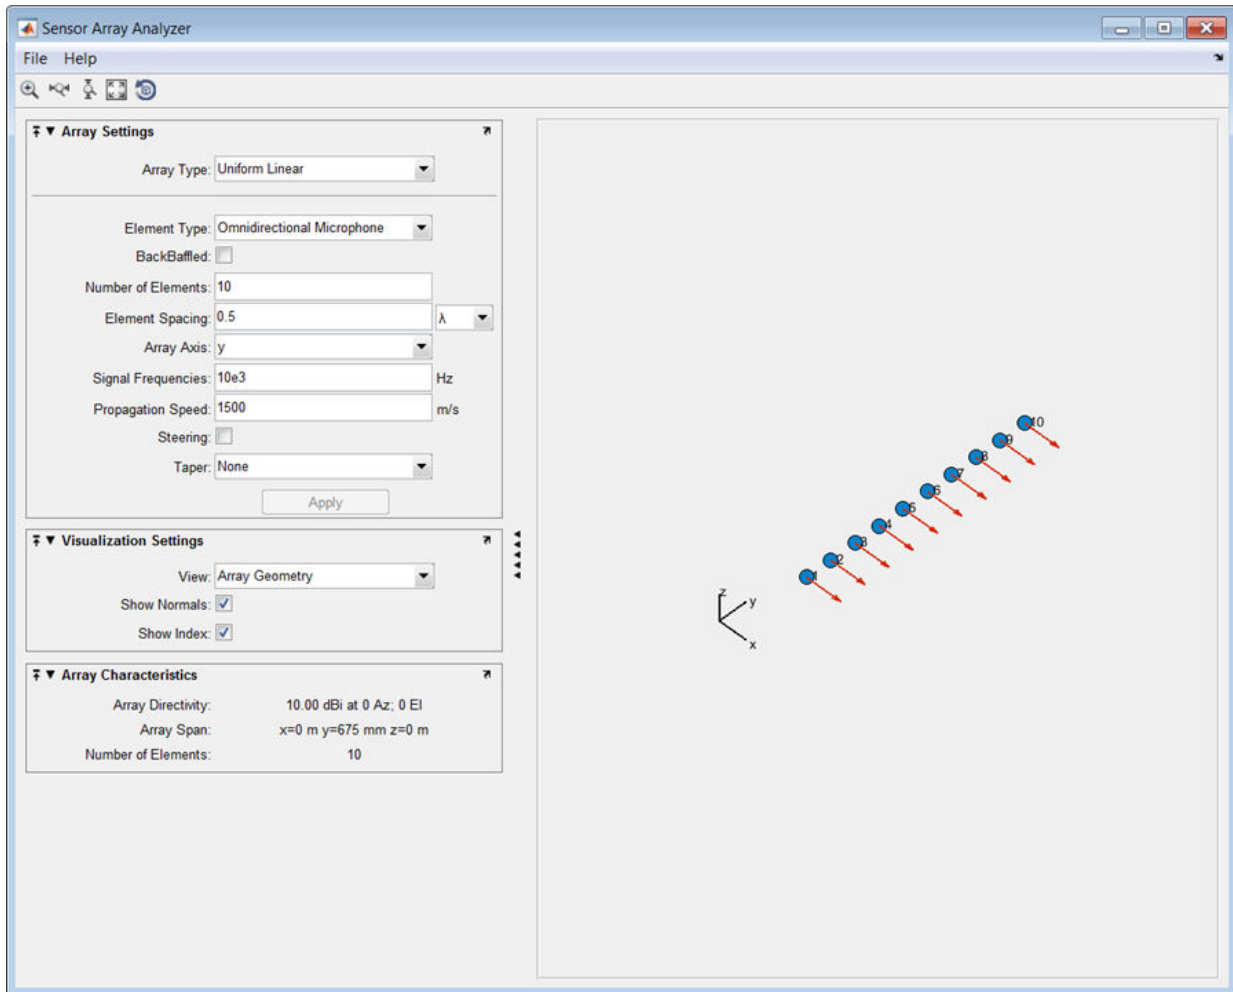 Sensor Array Analyzer
File Help
Array Settings
Array Type: Uniform Linear
Element Type: Omnidirectional Microphone
BackBaffled:
Number of Elements: 10
Element Spacing: 0.5 λ
Array Axis: y
Signal Frequencies: 10e3 Hz
Propagation Speed: 1500 m/s
Steering:
Taper: None
Apply
Visualization Settings
View: Array Geometry
Show Normals:
Show Index:
Array Characteristics
Array Directivity: 10.00 dBi at 0 Az; 0 El
Array Span: x=0 m y=675 mm z=0 m
Number of Elements: 10
10
9
8
7
6
5
4
3
2
1
z
y
x